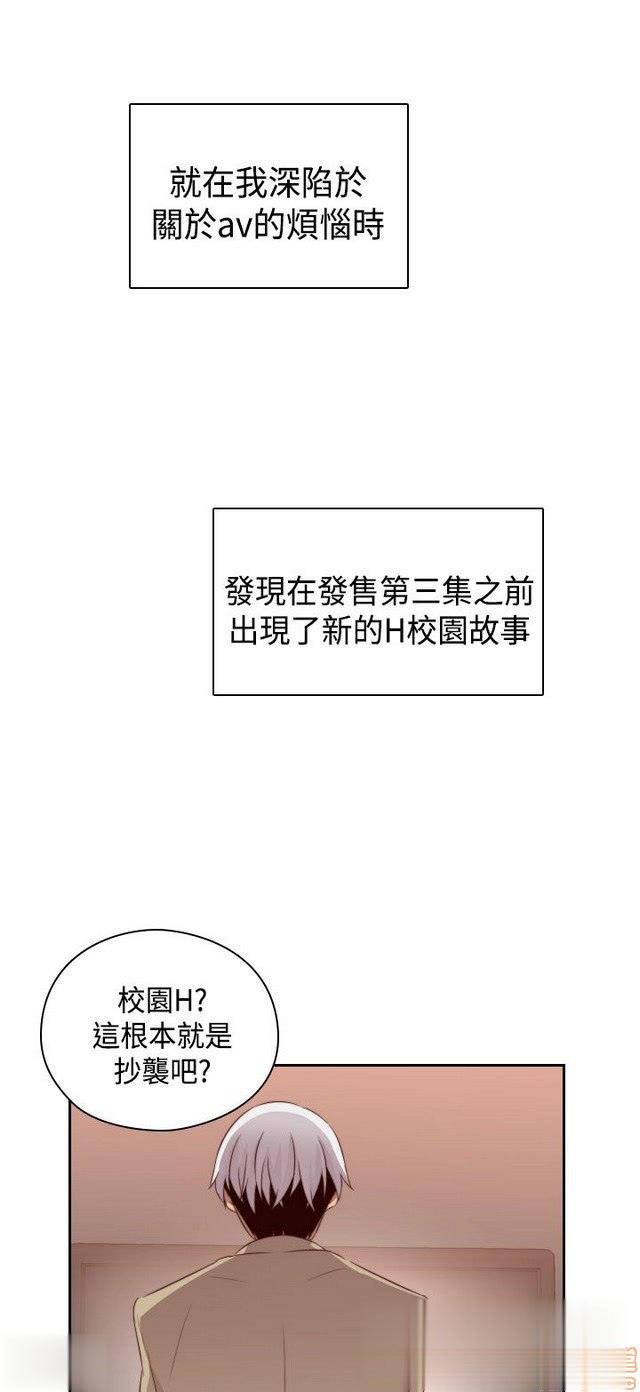 就在我深陷於
關於av的煩惱時
發現在發售第三集之前
出現了新的H校園故事
校園H?
這根本就是
抄襲吧?